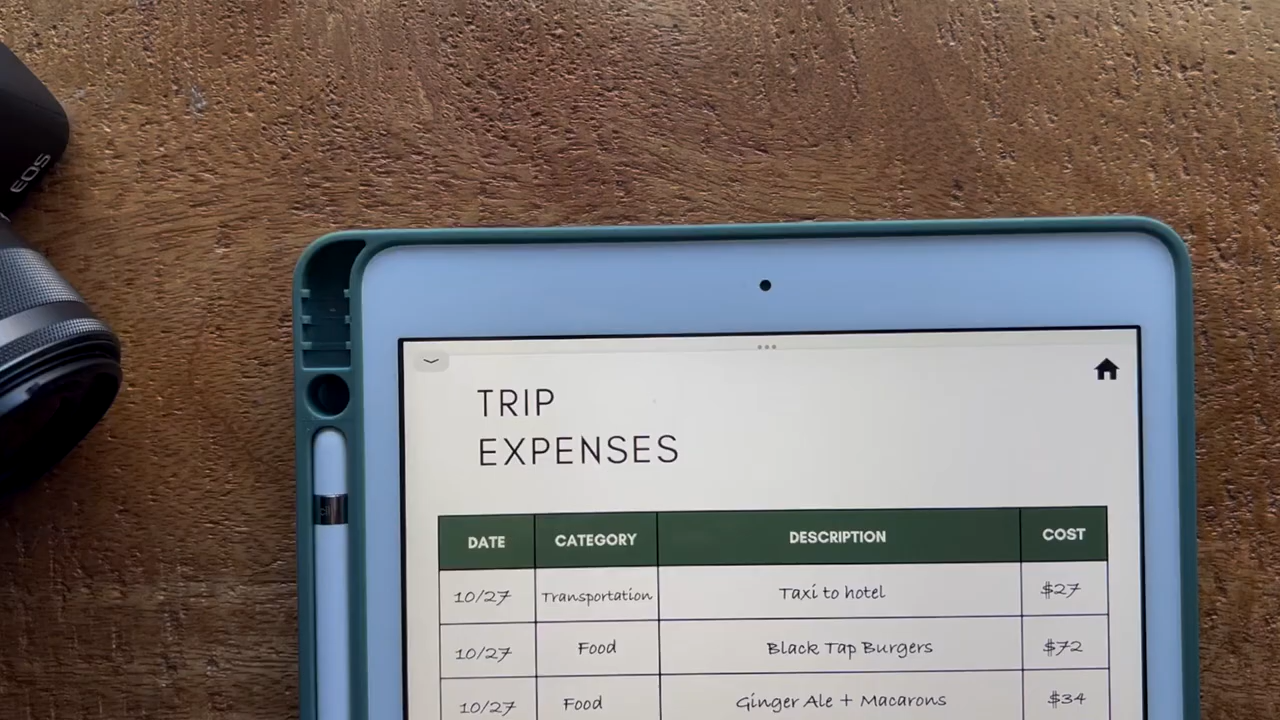 EOS
TRIP
EXPENSES
DATE CATEGORY DESCRIPTION COST
10/27 Transportation Taxi to hotel $27
10/27 Food Black Tap Burgers $72
10/27 Food Ginger Ale + Macarons $34